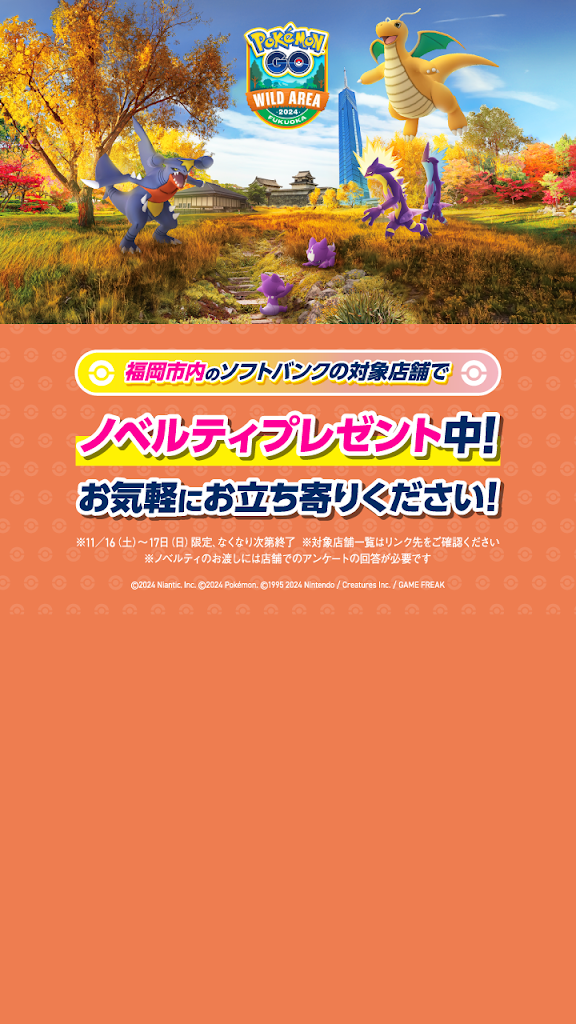 Pokémon
GO
WILD AREA
2024
FUKUOKA
福岡市内のソフトバンクの対象店舗で
ノベルティプレゼント中!
お気軽にお立ち寄りください!
※11/16（土）～17日（日）限定、なくなり次第終了 ※対象店舗一覧はリンク先をご確認ください
※ノベルティのお渡しには店舗でのアンケートの回答が必要です
©2024 Niantic, Inc. ©2024 Pokémon. ©1995 2024 Nintendo / Creatures Inc. / GAME FREAK